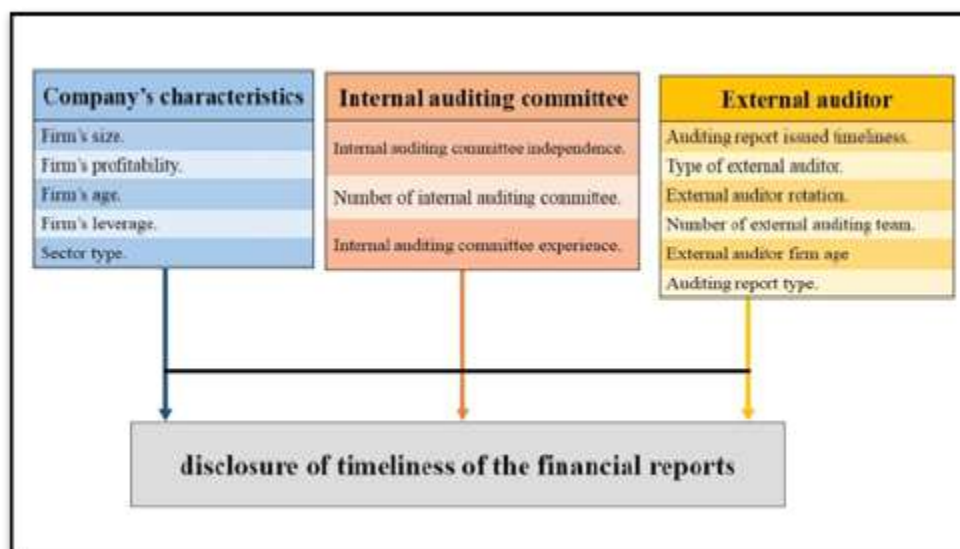 Company's characteristics
Firm's size.
Firm's profitability.
Firm's age.
Firm's leverage.
Sector type.
Internal auditing committee
Internal auditing committee independence.
Number of internal auditing committee.
Internal auditing committee experience.
External auditor
Auditing report issued timeliness.
Type of external auditor.
External auditor rotation.
Number of external auditing team.
External auditor firm age
Auditing report type.
disclosure of timeliness of the financial reports